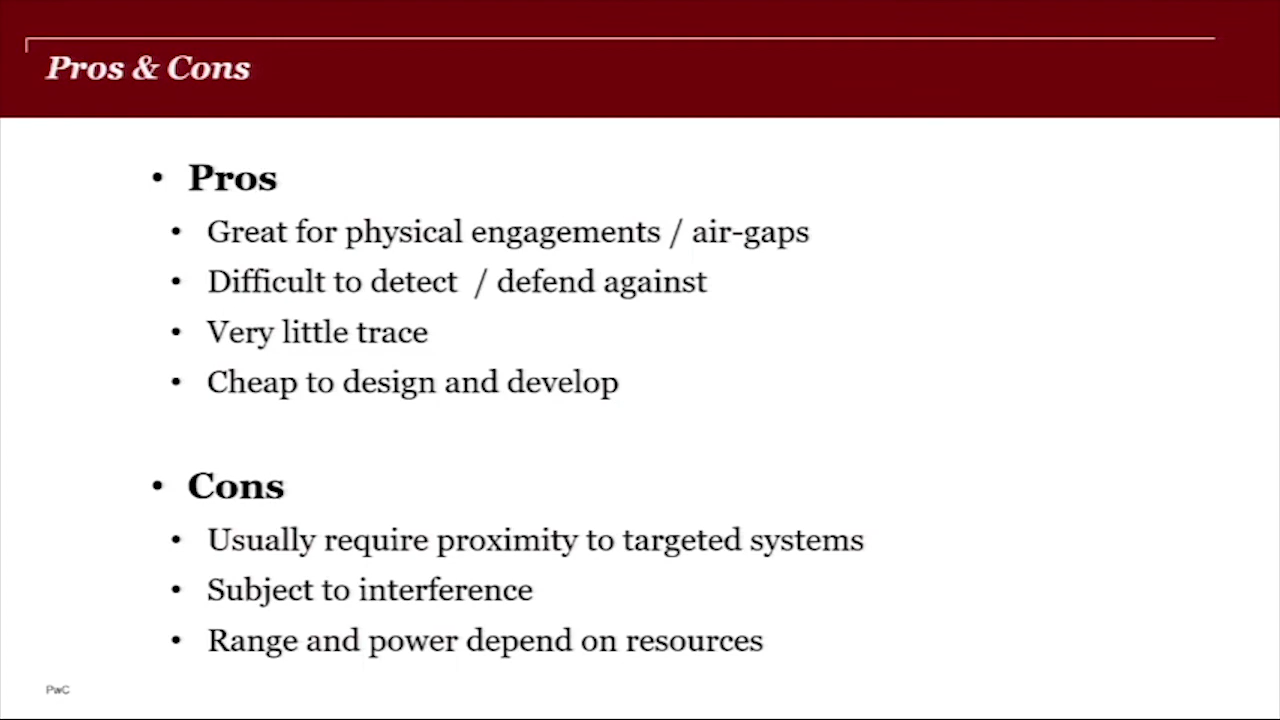 Pros & Cons
• Pros
• Great for physical engagements / air-gaps
• Difficult to detect / defend against
• Very little trace
• Cheap to design and develop
• Cons
• Usually require proximity to targeted systems
• Subject to interference
• Range and power depend on resources
PwC